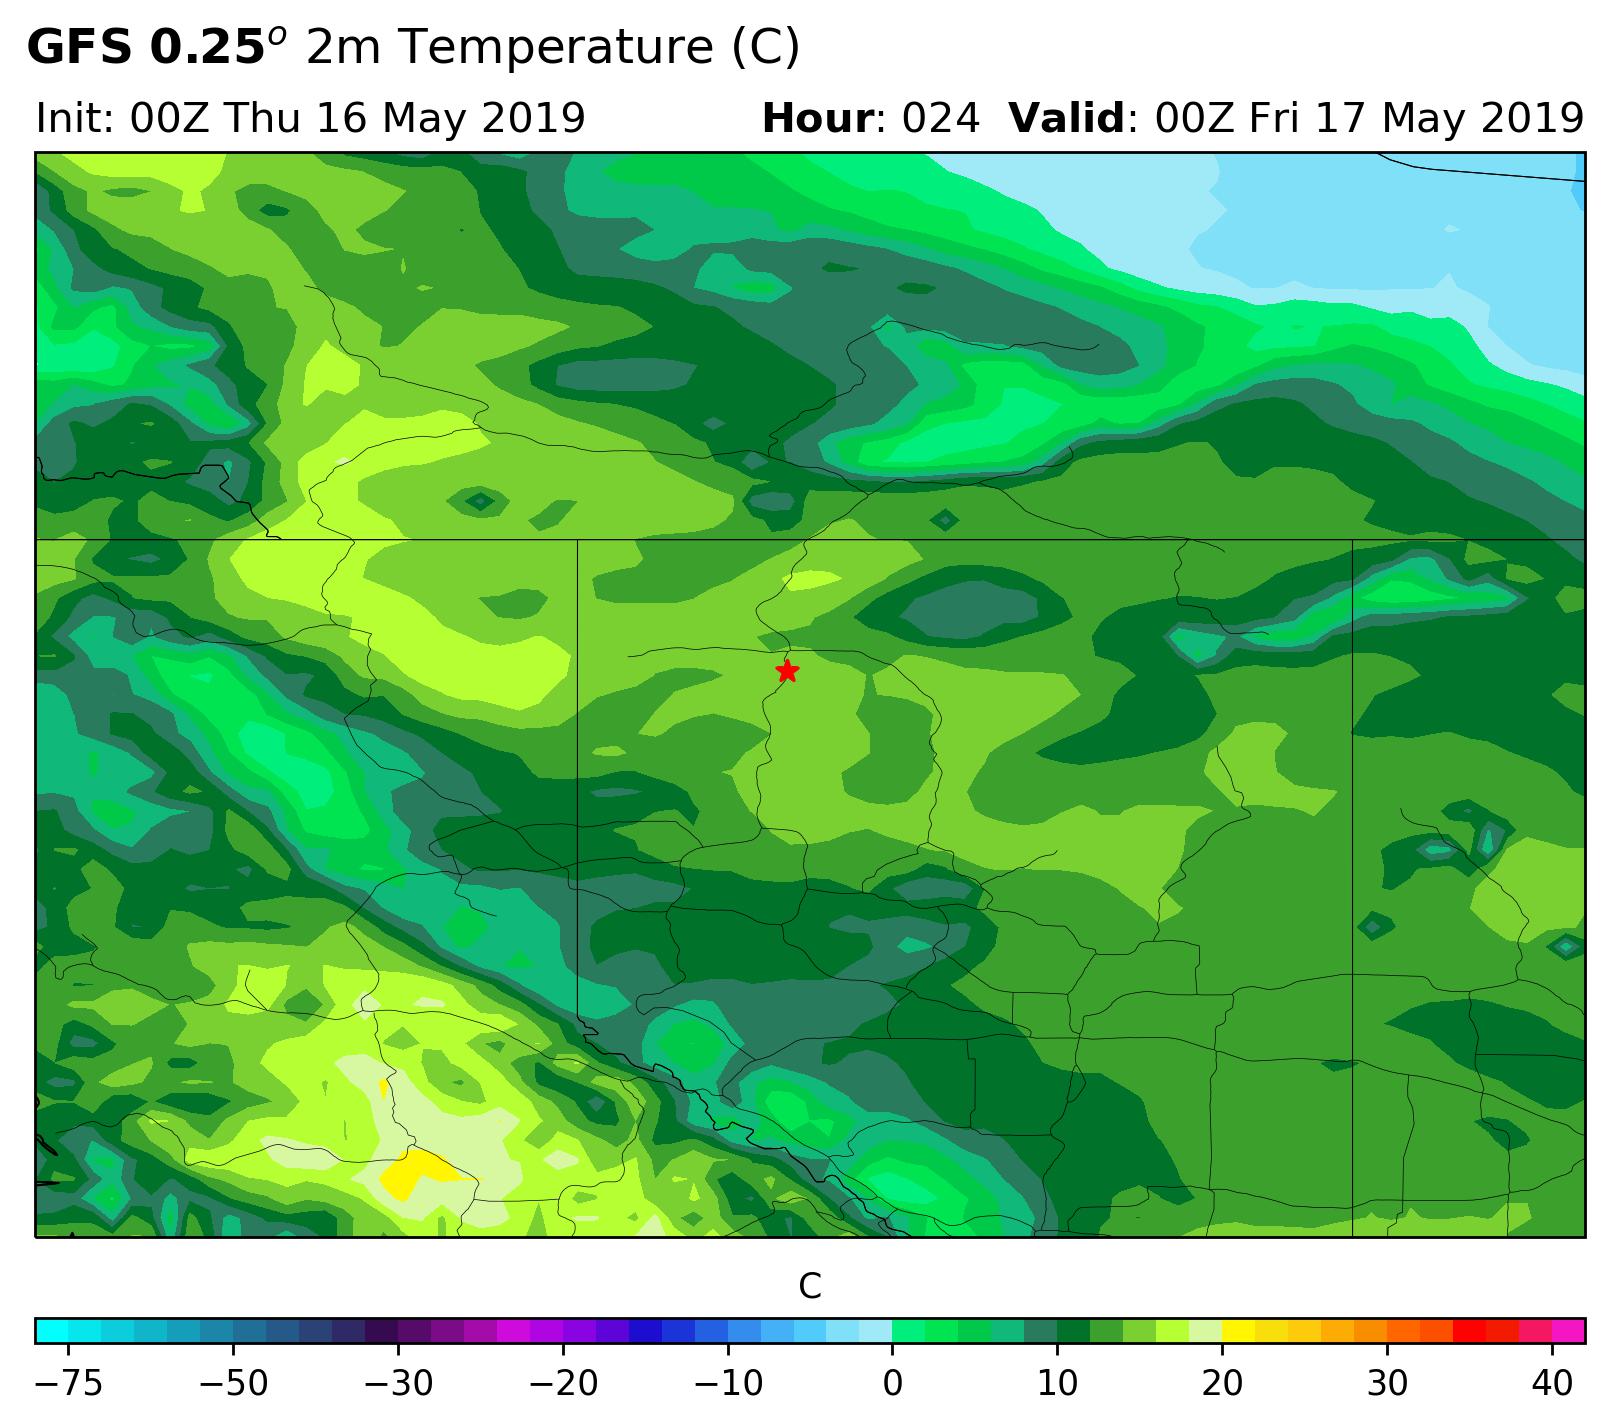 GFS 0.25° 2m Temperature (C)
Init: 00Z Thu 16 May 2019 Hour: 024 Valid: 00Z Fri 17 May 2019
C
−75 −50 −30 −20 −10 0 10 20 30 40